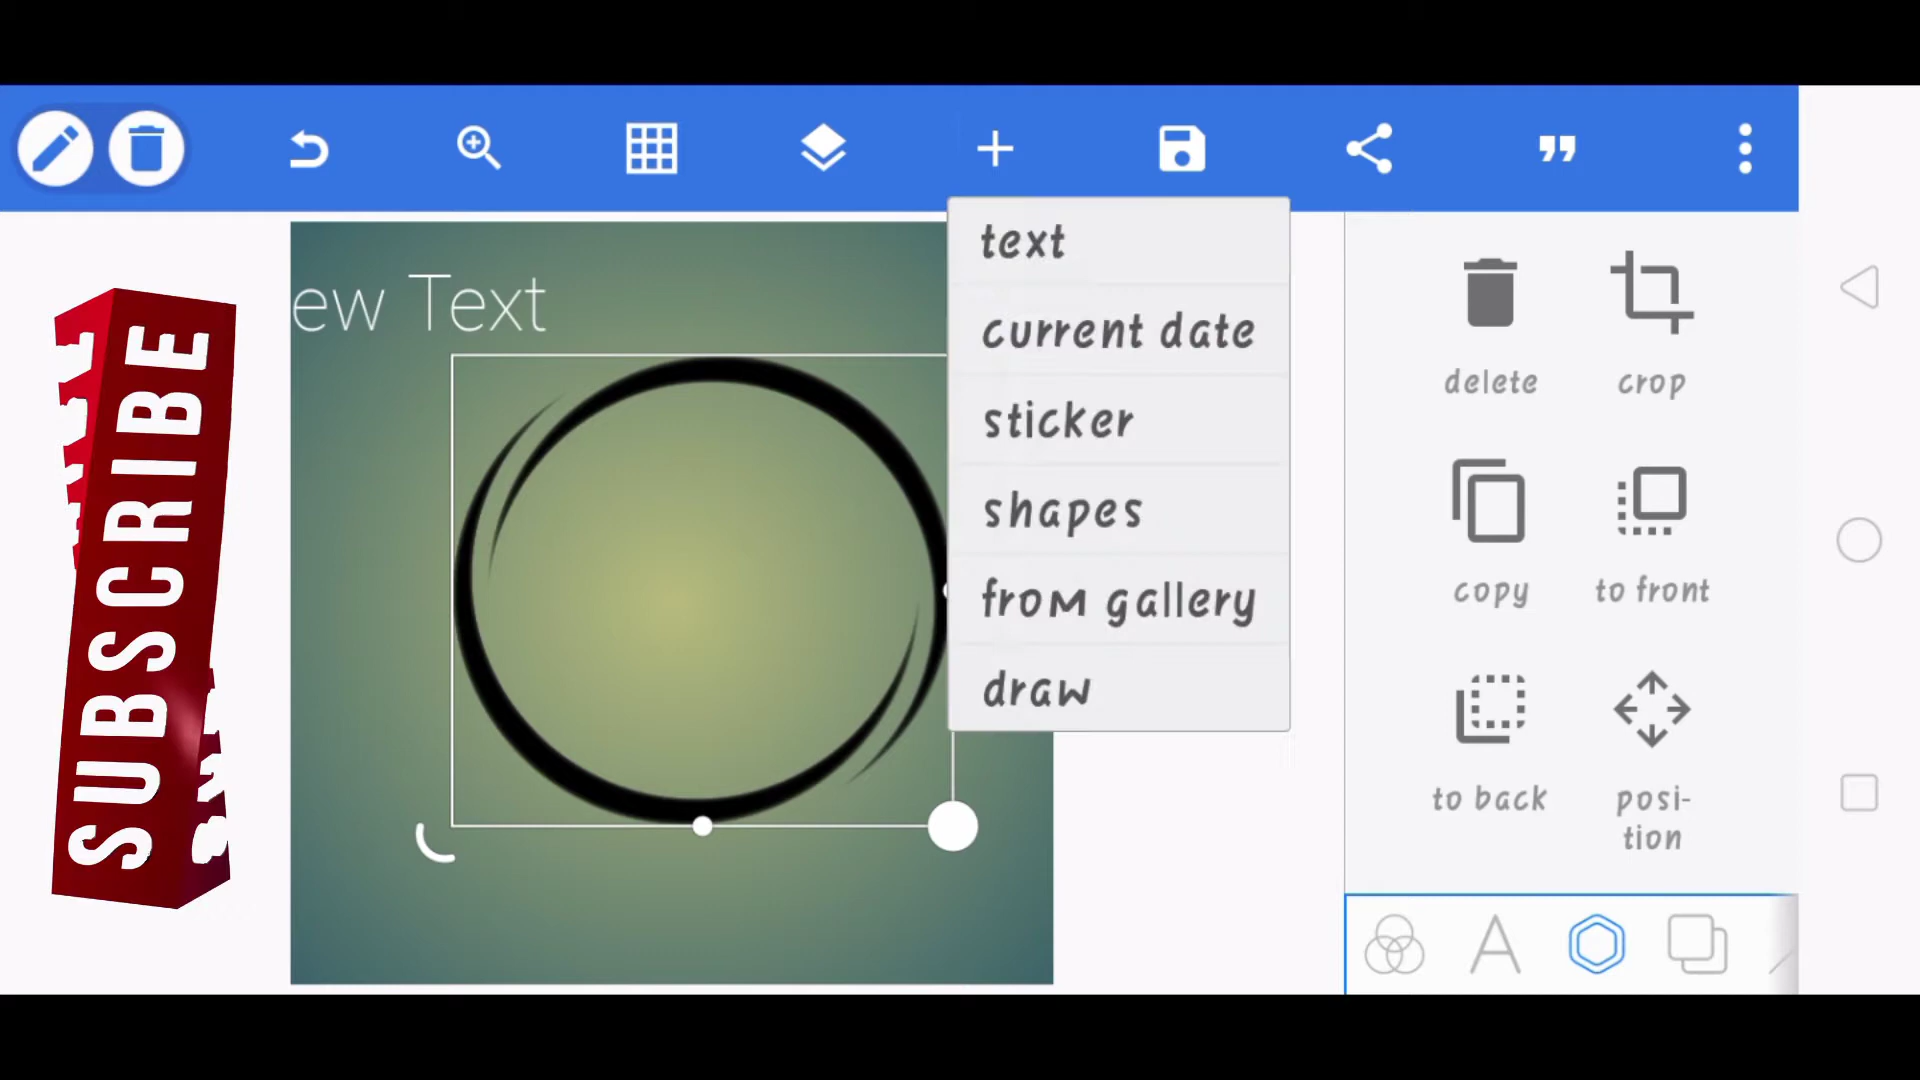 ew Text
SUBSCRIBE
text
current date
sticker
shapes
from gallery
draw
delete
crop
copy
to front
to back
posi-
tion